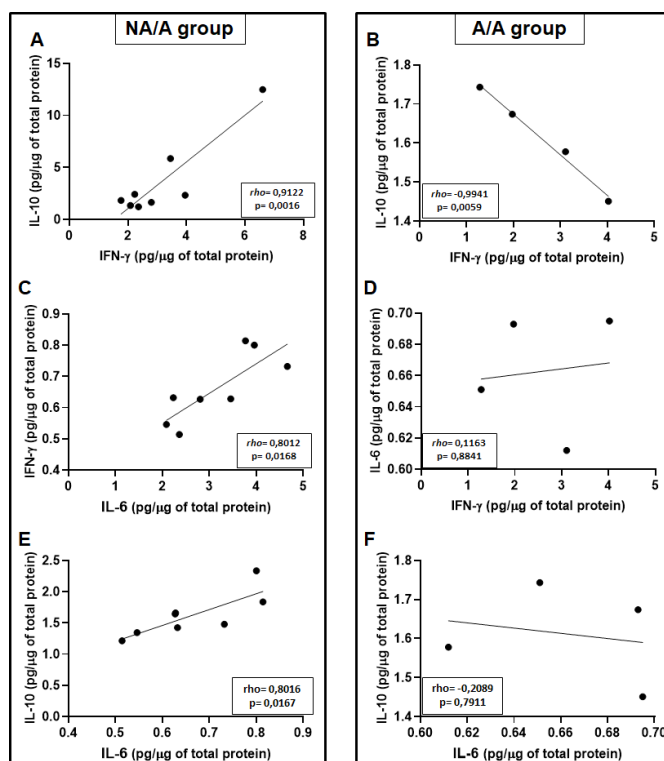 NA/A group
A/A group
A
IL-10 (pg/μg of total protein)
15
10
5
0
0 2 4 6 8
IFN-γ (pg/μg of total protein)
rho= 0,9122
p= 0,0016
B
IL-10 (pg/μg of total protein)
1.8
1.7
1.6
1.5
1.4
0 1 2 3 4 5
IFN-γ (pg/μg of total protein)
rho= -0,9941
p= 0,0059
C
IFN-γ (pg/μg of total protein)
0.9
0.8
0.7
0.6
0.5
0.4
0 1 2 3 4 5
IL-6 (pg/μg of total protein)
rho= 0,8012
p= 0,0168
D
IL-6 (pg/μg of total protein)
0.70
0.68
0.66
0.62
0.60
0 1 2 3 4 5
IFN-γ (pg/μg of total protein)
rho= 0,1163
p= 0,8841
E
IL-10 (pg/μg of total protein)
2.5
2.0
1.5
1.0
0.5
0.0
0.4 0.5 0.6 0.7 0.8 0.9
IL-6 (pg/μg of total protein)
rho= 0,8016
p= 0,0167
F
IL-10 (pg/μg of total protein)
1.8
1.7
1.6
1.5
1.4
0.60 0.62 0.64 0.66 0.68 0.70
IL-6 (pg/μg of total protein)
rho= -0,2089
p= 0,7911